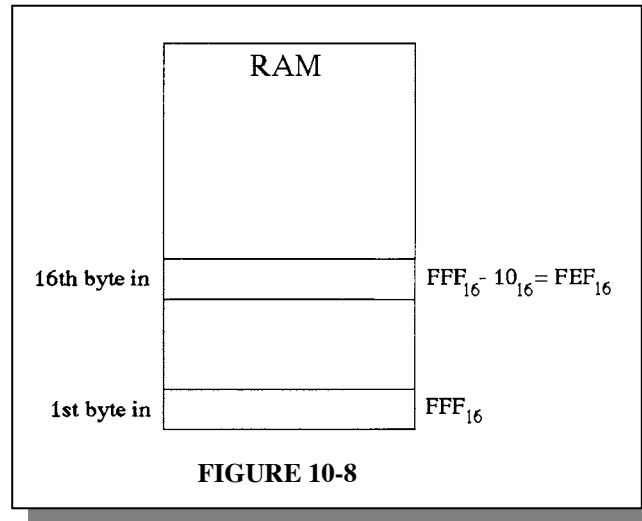 RAM
16th byte in FFF₁₆- 10₁₆= FEF₁₆
1st byte in FFF₁₆
FIGURE 10-8